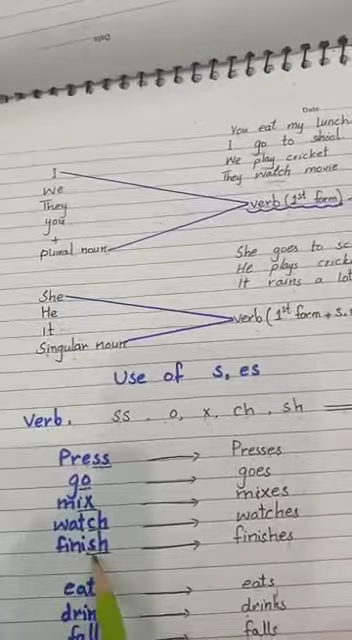 Date
You eat my lunch
I go to shool
We play cricket
They watch movie
I
We
They
you
+
plural noun
verb (1st form)
She goes to sc
He plays crick
It rains a lot
She
He
It
Singular noun
verb (1st form + s,
Use of s, es
Verb. ss . o, x, ch . sh
Press → Presses
go → goes
mix → mixes
watch → watches
finish → finishes
eat → eats
drin → drinks
fall → falls